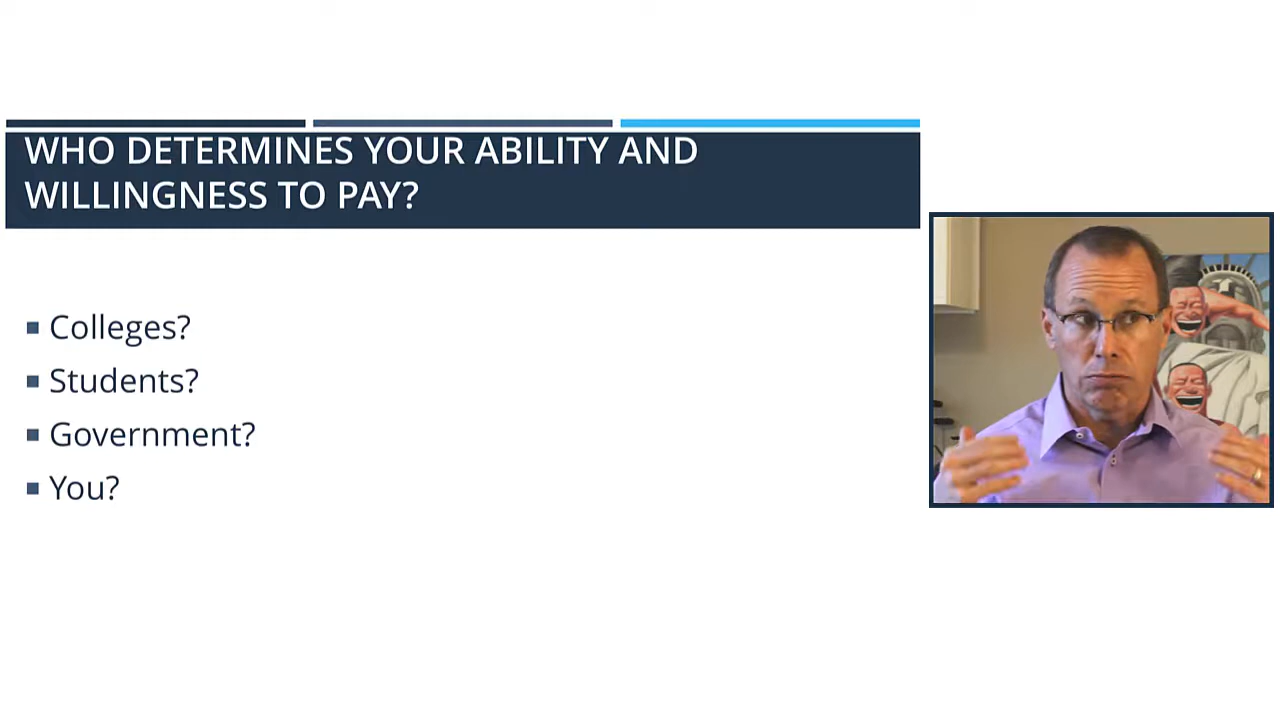 WHO DETERMINES YOUR ABILITY AND
WILLINGNESS TO PAY?
Colleges?
Students?
Government?
You?